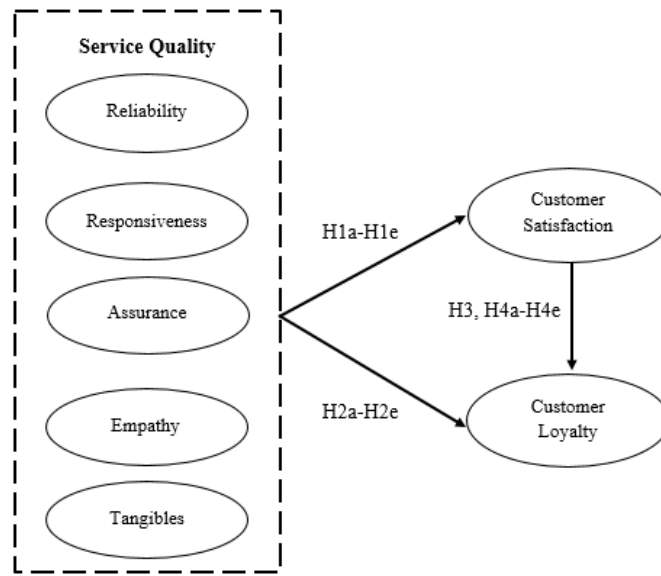 Service Quality
Reliability
Responsiveness
Assurance
Empathy
Tangibles
H1a-H1e
H2a-H2e
Customer
Satisfaction
H3, H4a-H4e
Customer
Loyalty